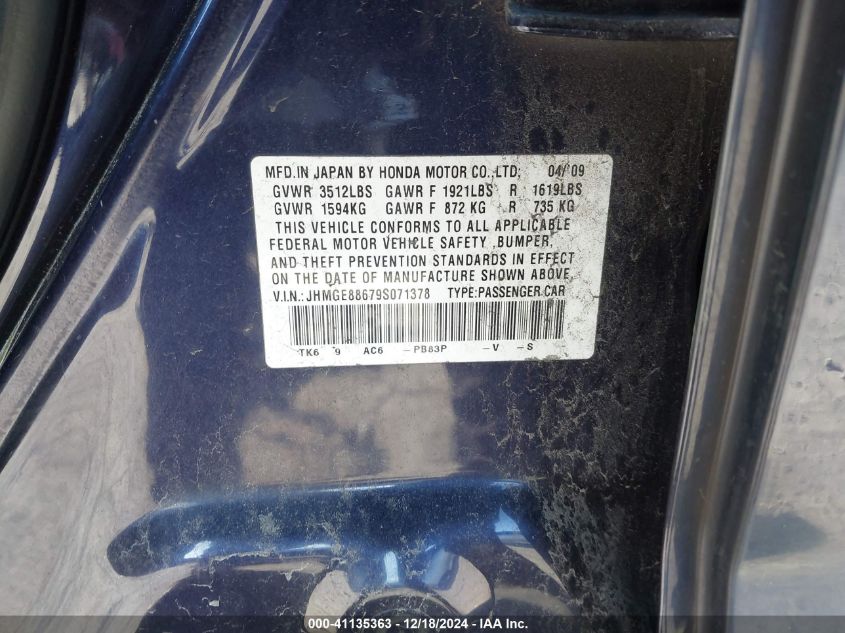 MFD.IN JAPAN BY HONDA MOTOR CO.,LTD; 04/'09
GVWR 3512LBS GAWR F 1921LBS R 1619LBS
GVWR 1594KG GAWR F 872 KG R 735 KG
THIS VEHICLE CONFORMS TO ALL APPLICABLE
FEDERAL MOTOR VEHICLE SAFETY ,BUMPER,
AND THEFT PREVENTION STANDARDS IN EFFECT
ON THE DATE OF MANUFACTURE SHOWN ABOVE,
V.I.N.:JHMGE88679S071378 TYPE:PASSENGER CAR
TK6 9 AC6 -PB83P -V -S
000-41135363 - 12/18/2024 - IAAI.com